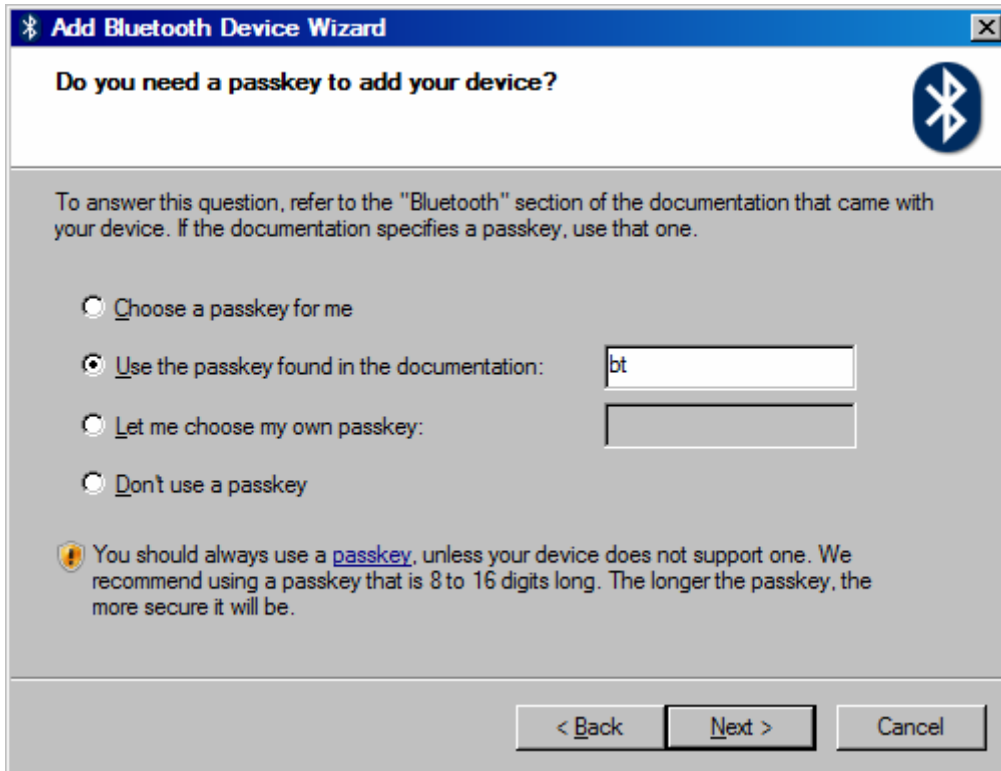 Add Bluetooth Device Wizard
Do you need a passkey to add your device?
To answer this question, refer to the "Bluetooth" section of the documentation that came with
your device. If the documentation specifies a passkey, use that one.
Choose a passkey for me
Use the passkey found in the documentation: bt
Let me choose my own passkey:
Don't use a passkey
You should always use a passkey, unless your device does not support one. We
recommend using a passkey that is 8 to 16 digits long. The longer the passkey, the
more secure it will be.
< Back Next > Cancel